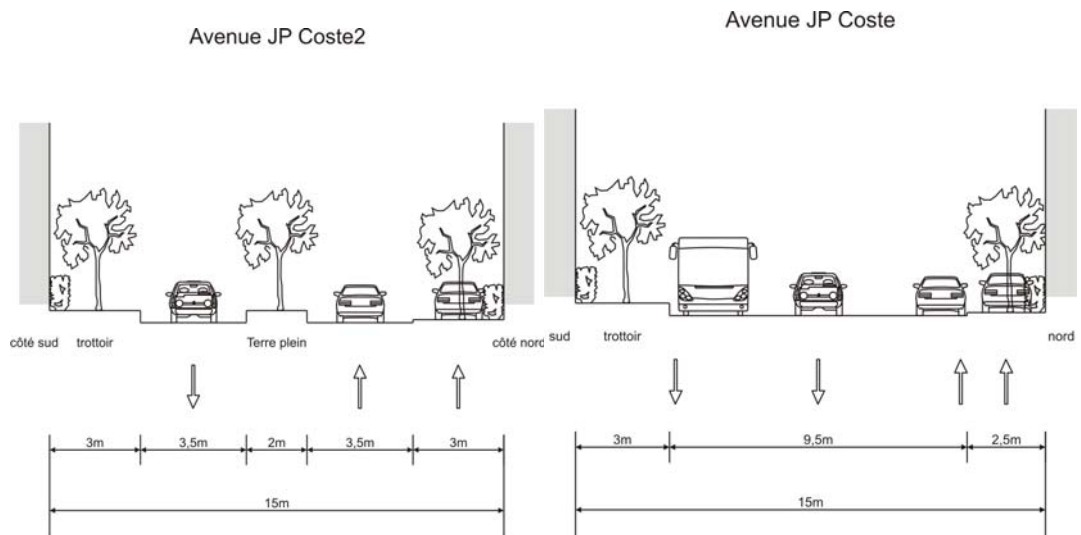 Avenue JP Coste2
côté sud trottoir Terre plein côté nord
3m 3,5m 2m 3,5m 3m
15m
Avenue JP Coste
sud trottoir nord
3m 9,5m 2,5m
15m